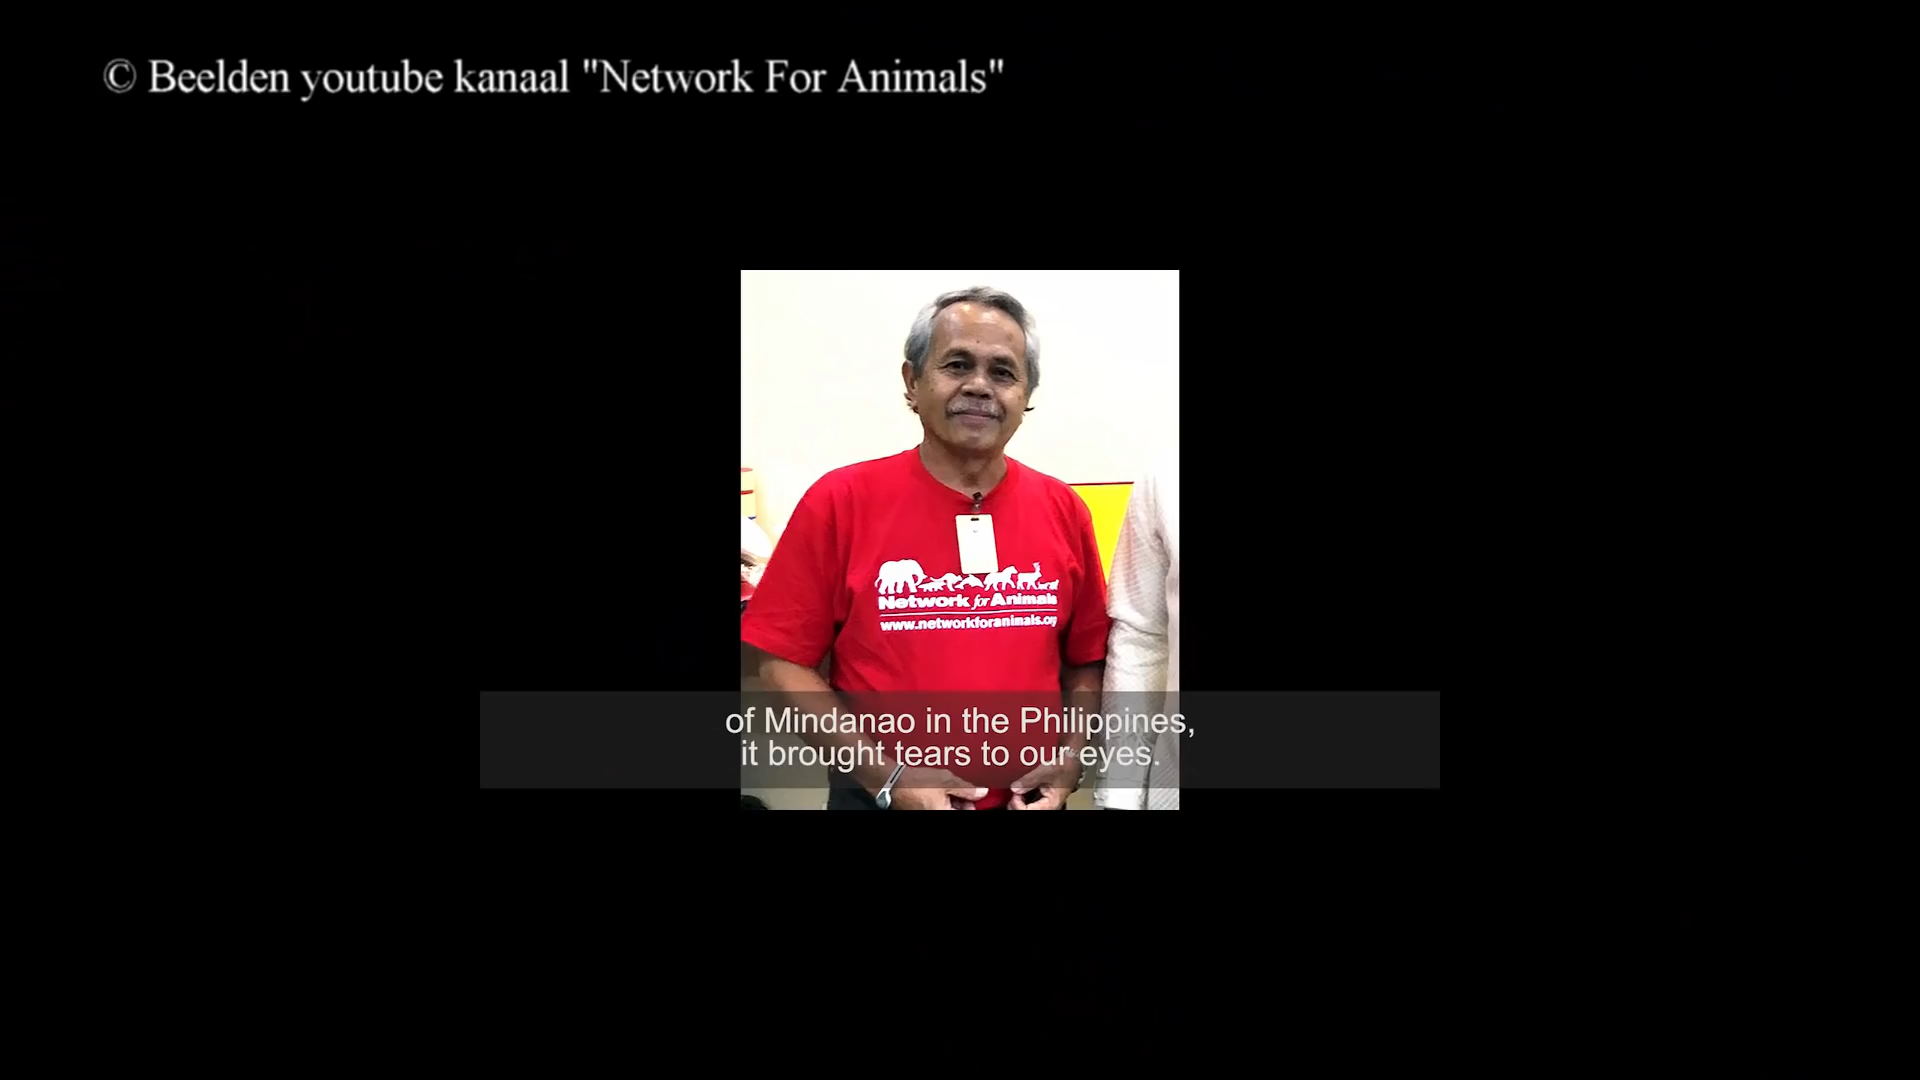 © Beelden youtube kanaal "Network For Animals"
Network for Animals
www.networkforanimals.org
of Mindanao in the Philippines,
it brought tears to our eyes.